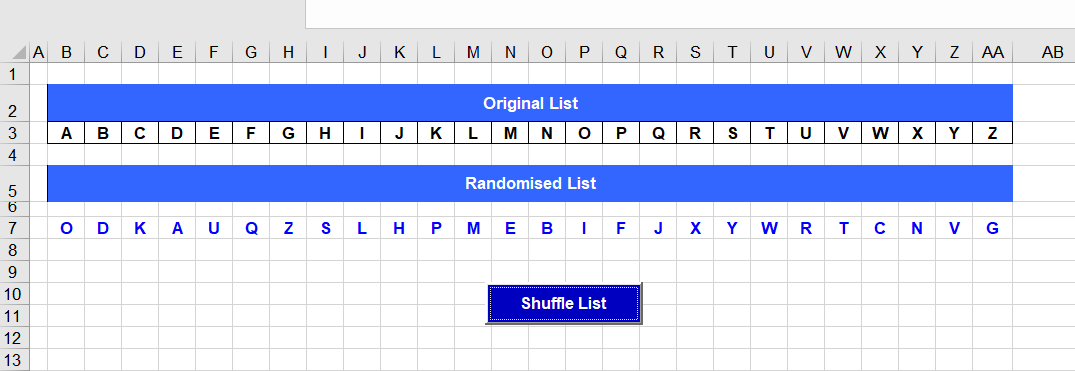 A B C D E F G H I J K L M N O P Q R S T U V W X Y Z AA AB
1
2 Original List
3 A B C D E F G H I J K L M N O P Q R S T U V W X Y Z
4
5 Randomised List
6
7 O D K A U Q Z S L H P M E B I F J X Y W R T C N V G
8
9
10 Shuffle List
11
12
13